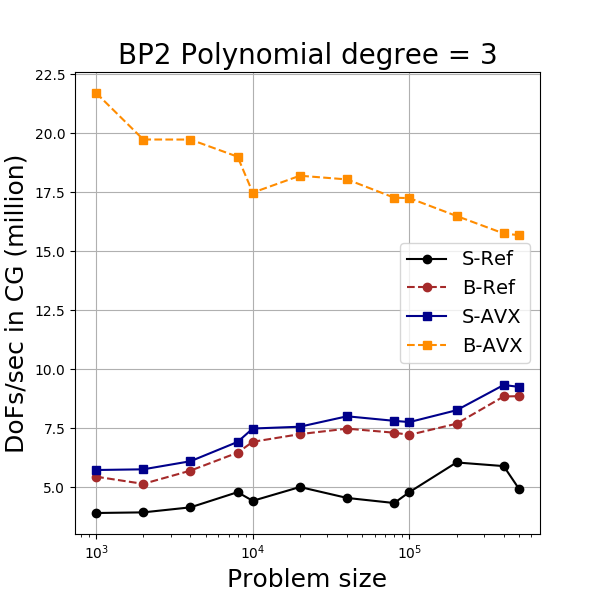 BP2 Polynomial degree = 3
DoFs/sec in CG (million)
22.5
20.0
17.5
15.0
12.5
10.0
7.5
5.0
S-Ref
B-Ref
S-AVX
B-AVX
10³
10⁴
10⁵
Problem size